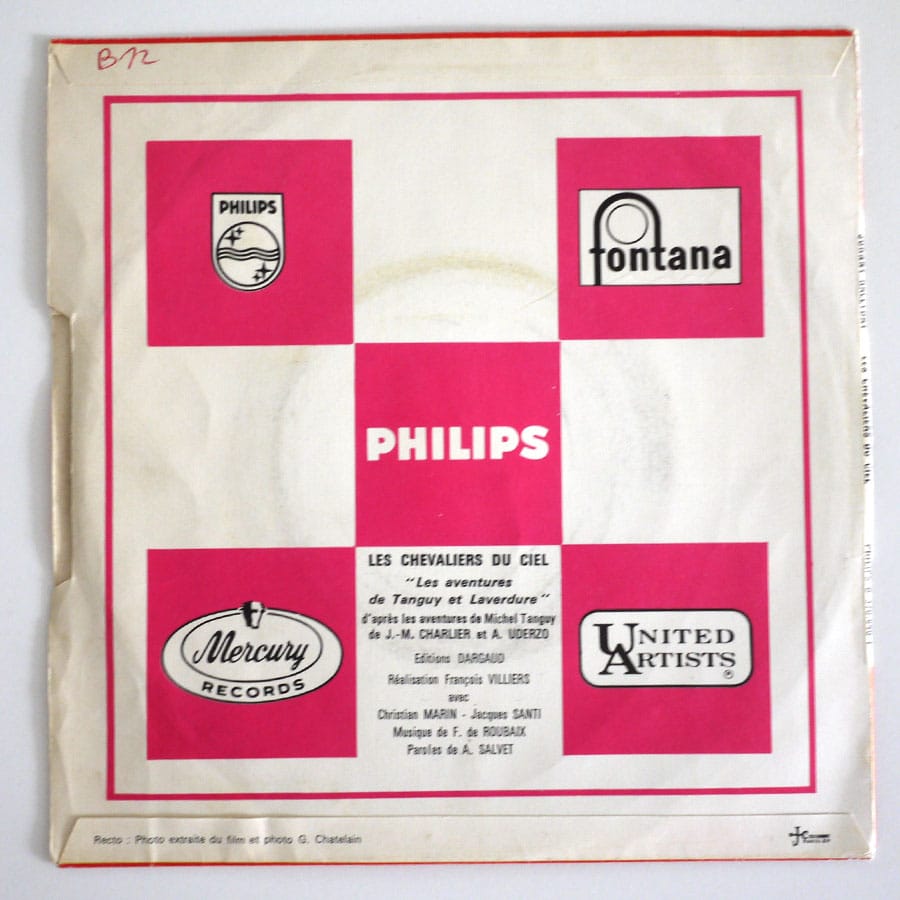 B12
PHILIPS
fontana
PHILIPS
LES CHEVALIERS DU CIEL
"Les aventures
de Tanguy et Laverdure"
d'après les aventures de Michel Tanguy
de J.-M. CHARLIER et A. UDERZO
Editions DARGAUD
Réalisation François VILLIERS
avec
Christian MARIN - Jacques SANTI
Musique de F. de ROUBAIX
Paroles de A. SALVET
Mercury
RECORDS
UNITED
ARTISTS
®
Recto : Photo extraite du film et photo G. Chatelain